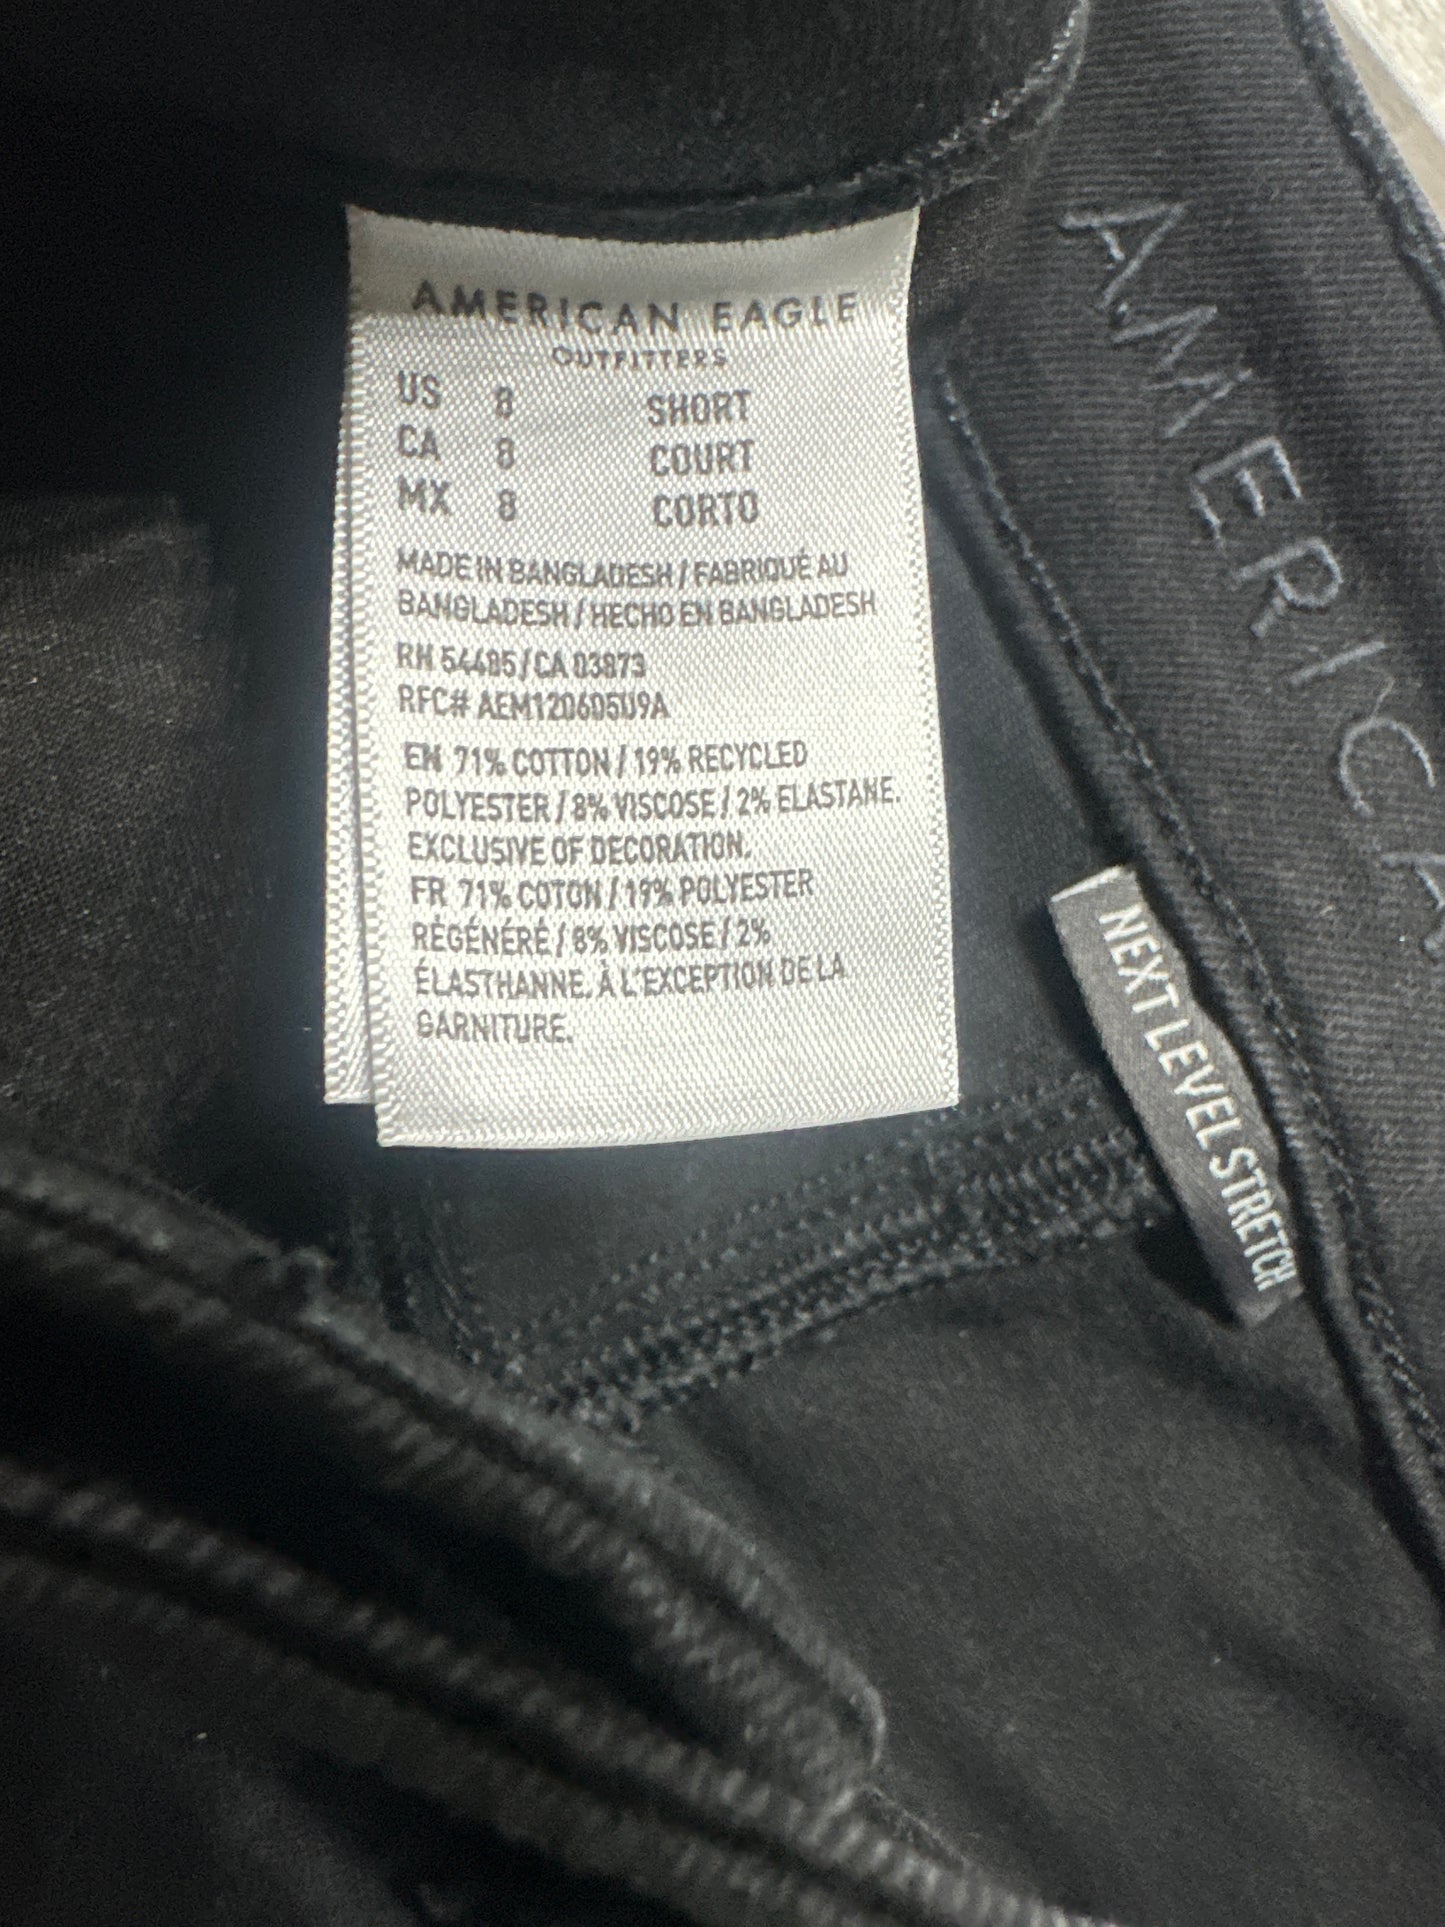 AMERICAN EAGLE
OUTFITTERS
US 8 SHORT
CA 8 COURT
MX 8 CORTO
MADE IN BANGLADESH / FABRIQUÉ AU
BANGLADESH / HECHO EN BANGLADESH
RN 54485/CA 03873
RFC# AEM120605U9A
EN 71% COTTON / 19% RECYCLED
POLYESTER / 8% VISCOSE / 2% ELASTANE.
EXCLUSIVE OF DECORATION.
FR 71% COTON / 19% POLYESTER
RÉGÉNÉRÉ / 8% VISCOSE / 2%
ÉLASTHANNE. À L'EXCEPTION DE LA
GARNITURE.
AMERICA
NEXT LEVEL STRETCH